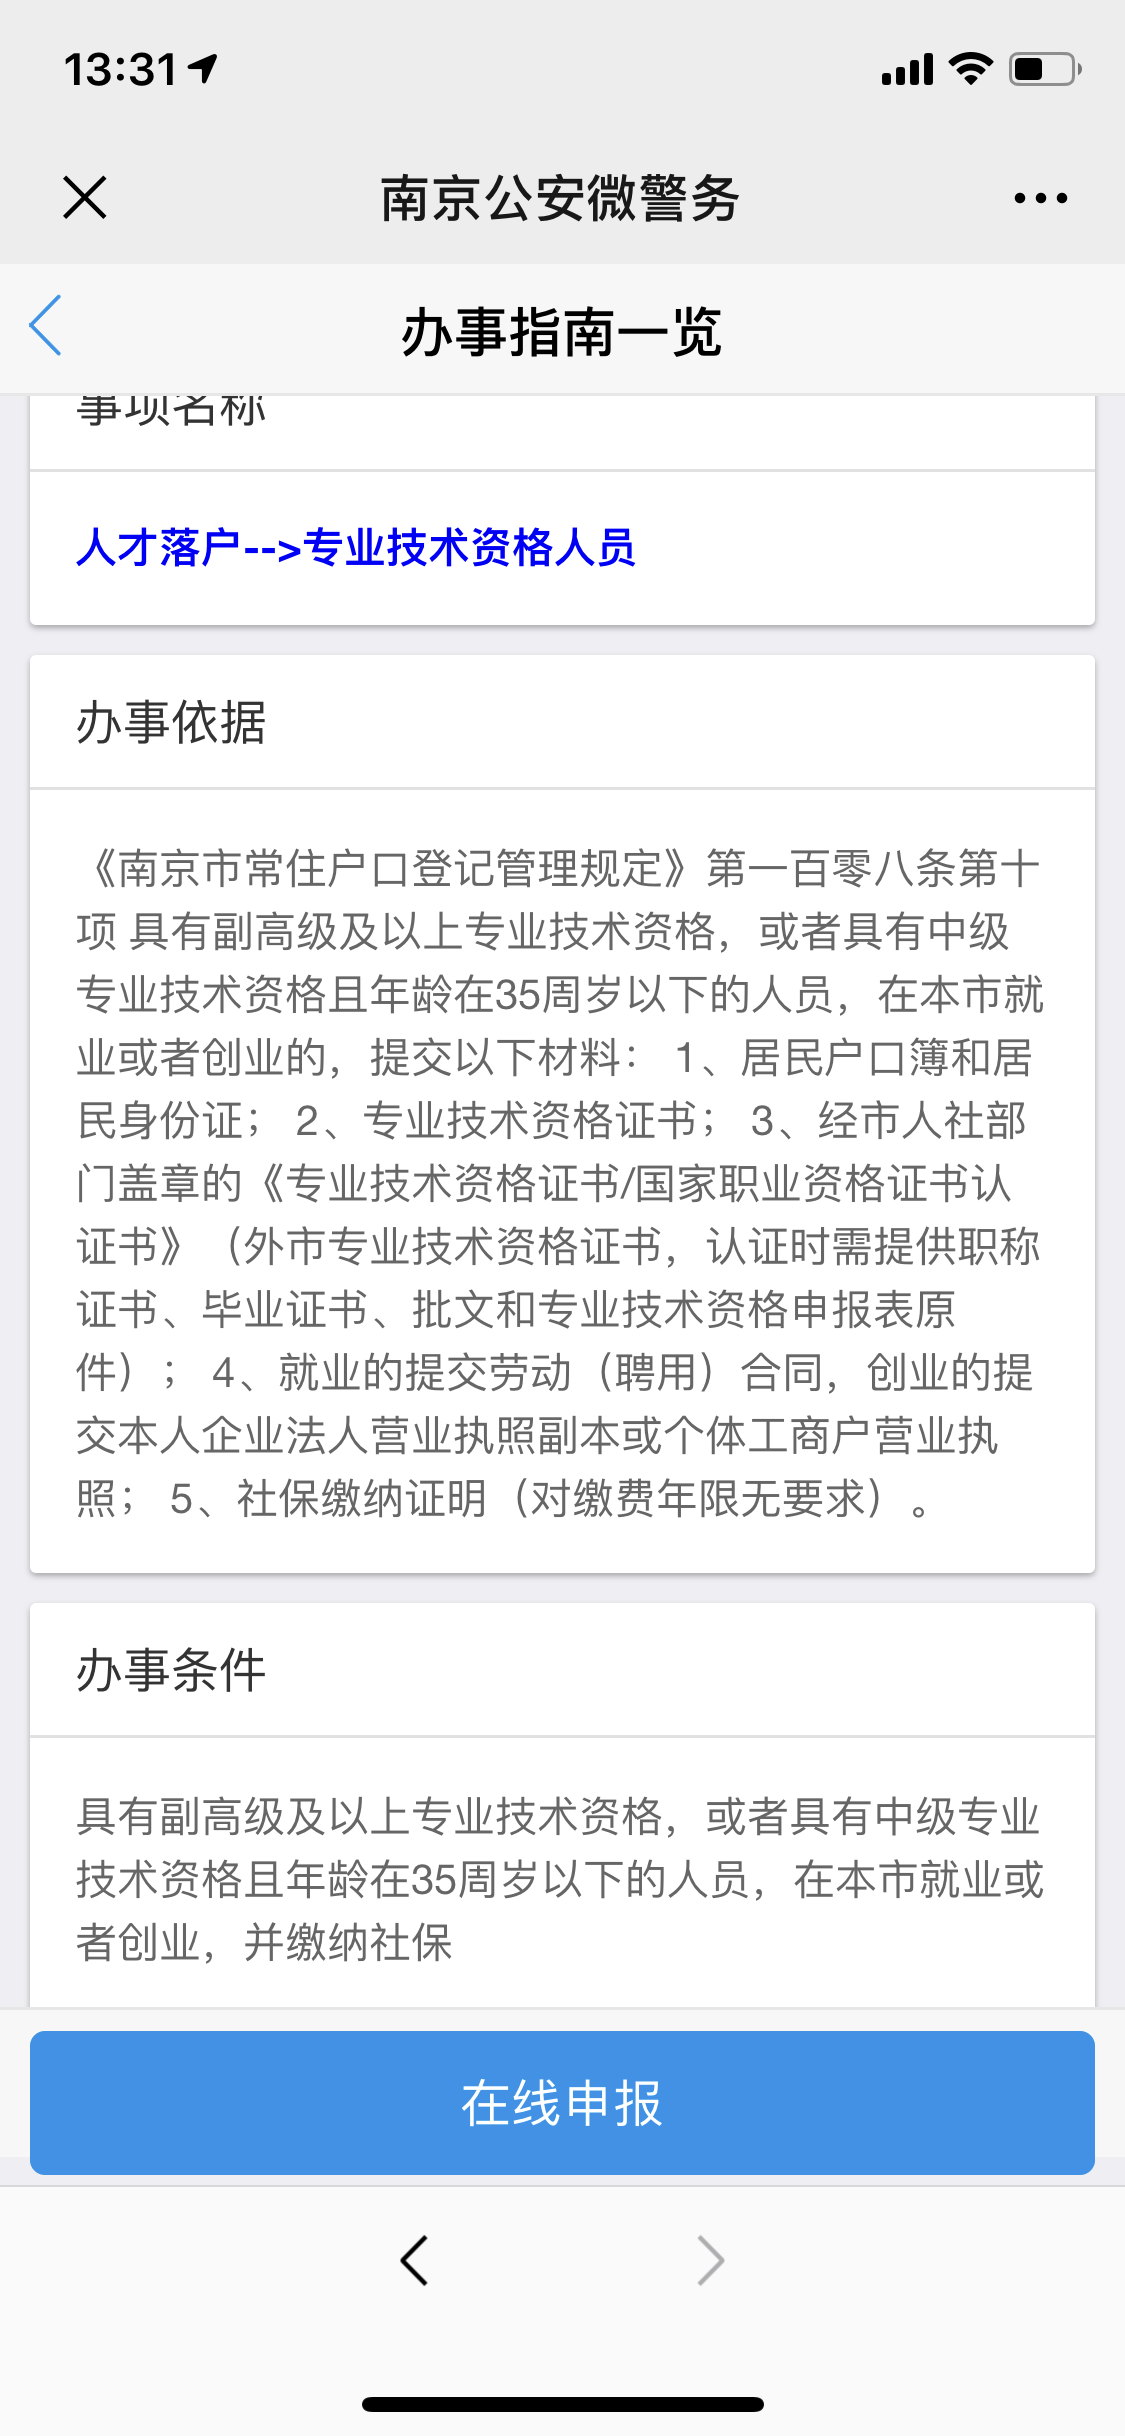 13:31
南京公安微警务
办事指南一览
事项名称
人才落户-->专业技术资格人员
办事依据
《南京市常住户口登记管理规定》第一百零八条第十
项 具有副高级及以上专业技术资格，或者具有中级
专业技术资格且年龄在35周岁以下的人员，在本市就
业或者创业的，提交以下材料： 1、居民户口簿和居
民身份证； 2、专业技术资格证书； 3、经市人社部
门盖章的《专业技术资格证书/国家职业资格证书认
证书》（外市专业技术资格证书，认证时需提供职称
证书、毕业证书、批文和专业技术资格申报表原
件）； 4、就业的提交劳动（聘用）合同，创业的提
交本人企业法人营业执照副本或个体工商户营业执
照； 5、社保缴纳证明（对缴费年限无要求）。
办事条件
具有副高级及以上专业技术资格，或者具有中级专业
技术资格且年龄在35周岁以下的人员，在本市就业或
者创业，并缴纳社保
在线申报